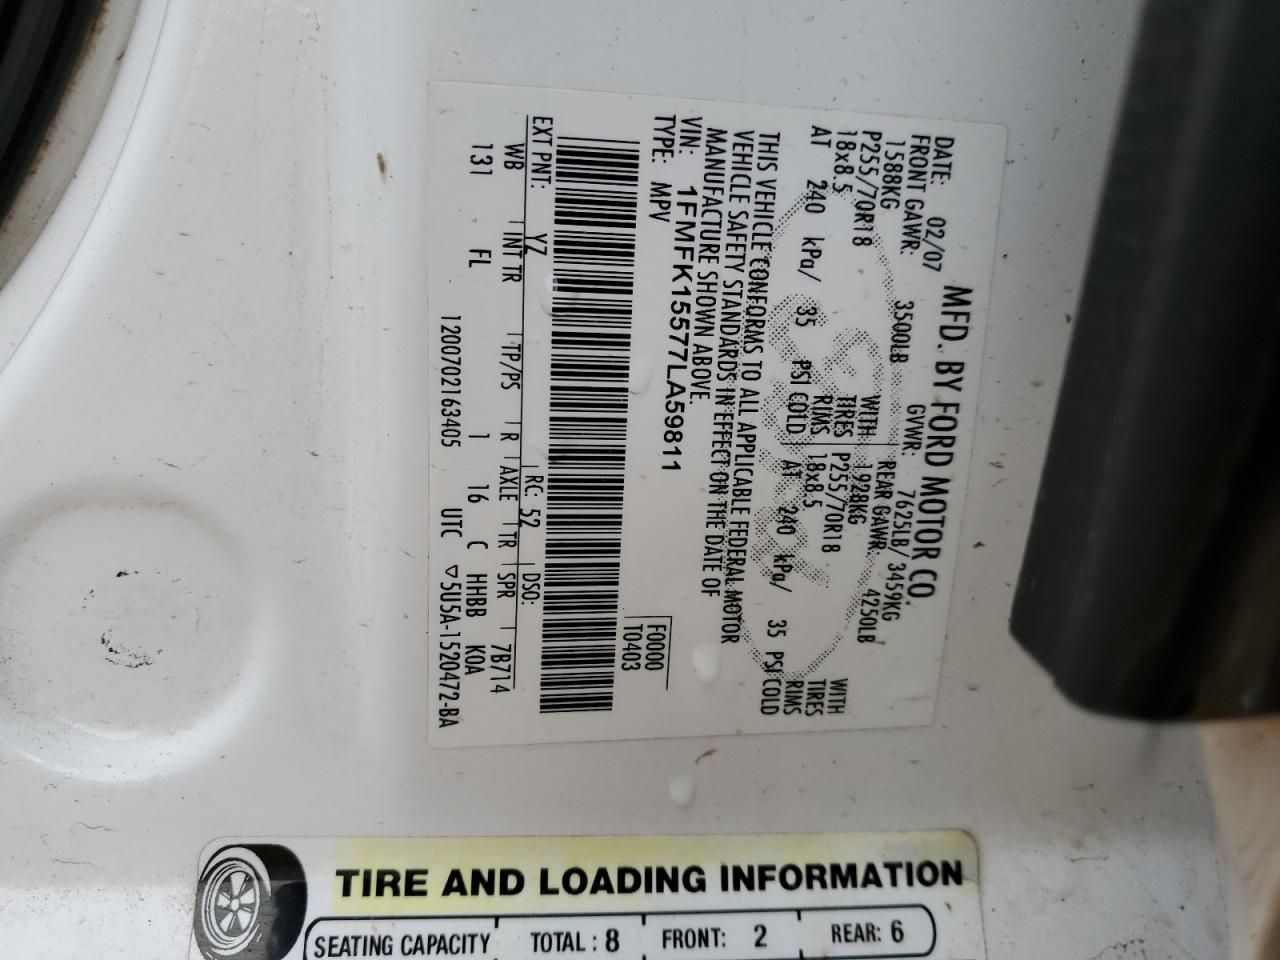 MFD. BY FORD MOTOR CO.
DATE: 02/07 GVWR: 7625LB/ 3459KG
FRONT GAWR: 3500LB REAR GAWR: 4250LB/
1588KG WITH 1928KG WITH
P255/70R18 TIRES P255/70R18 TIRES
18x8.5 RIMS 18x8.5 RIMS
AT 240 kPa/ 35 PSI COLD AT 240 kPa/ 35 PSI COLD
THIS VEHICLE CONFORMS TO ALL APPLICABLE FEDERAL MOTOR
VEHICLE SAFETY STANDARDS IN EFFECT ON THE DATE OF
MANUFACTURE SHOWN ABOVE.
VIN: 1FMFK15577LA59811
TYPE: MPV
F0000
T0403
EXT PNT: YZ RC: 52 DSO:
WB INT TR TP/PS R AXLE TR SPR 7B714
131 FL 1 16 C HHBB K0A
1200702163405 UTC ▽5U5A-1520472-BA
TIRE AND LOADING INFORMATION
SEATING CAPACITY TOTAL : 8 FRONT: 2 REAR: 6